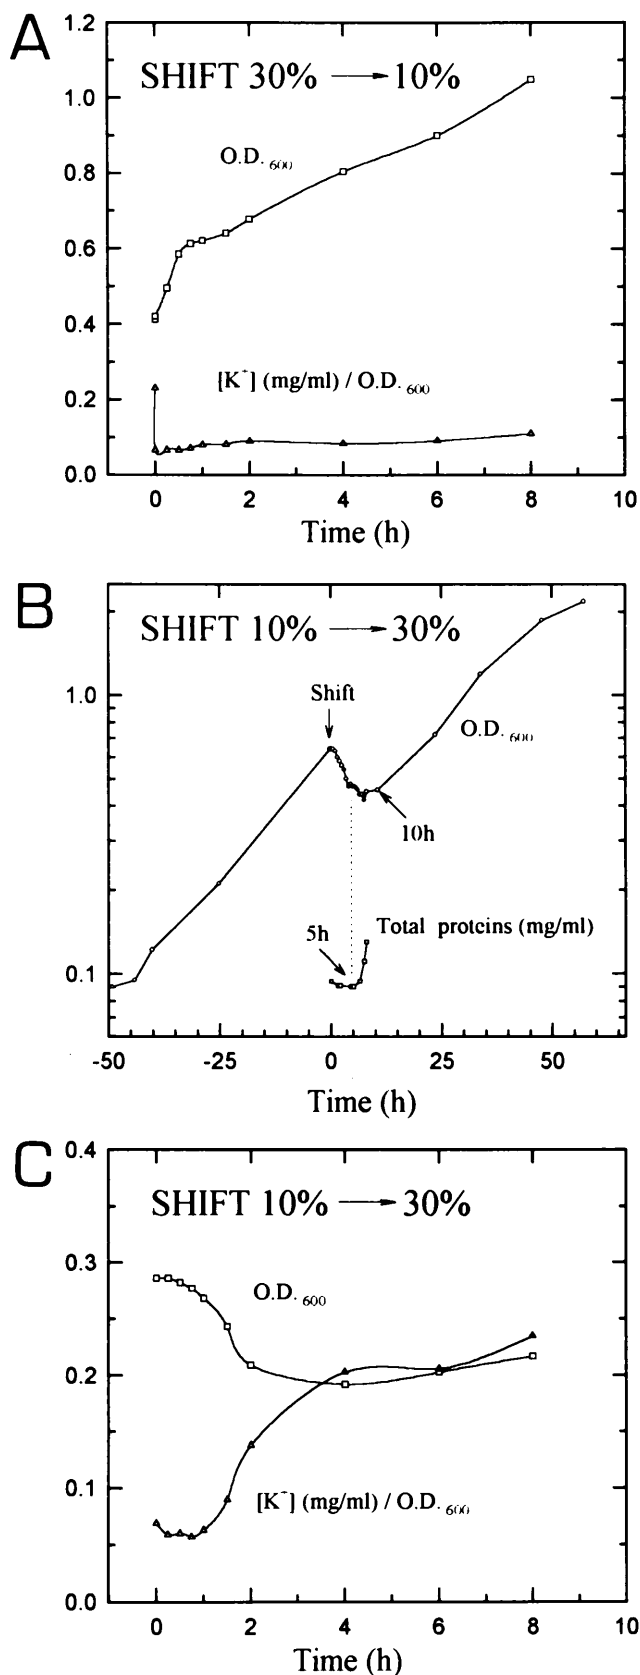 A
SHIFT 30% → 10%
1.2
1.0
0.8
0.6
0.4
0.2
0.0
O.D. 600
[K+] (mg/ml) / O.D. 600
0 2 4 6 8 10
Time (h)
B
SHIFT 10% → 30%
1.0
0.1
Shift
O.D. 600
10h
5h
Total proteins (mg/ml)
-50 -25 0 25 50
Time (h)
C
SHIFT 10% → 30%
0.4
0.3
0.2
0.1
0.0
O.D. 600
[K+] (mg/ml) / O.D. 600
0 2 4 6 8 10
Time (h)